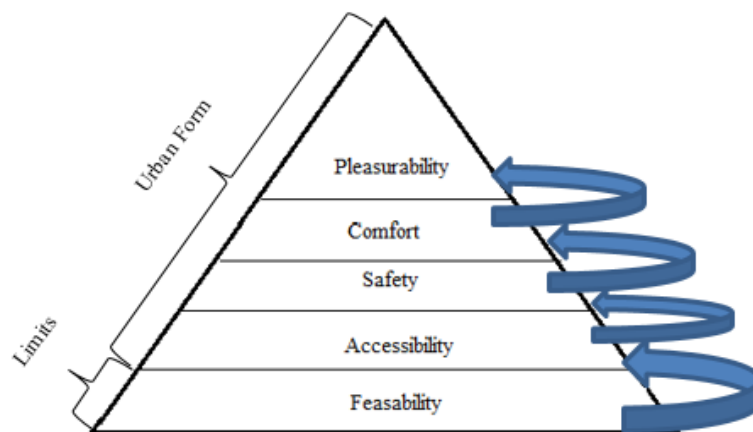 Urban Form
Limits
Pleasurability
Comfort
Safety
Accessibility
Feasability